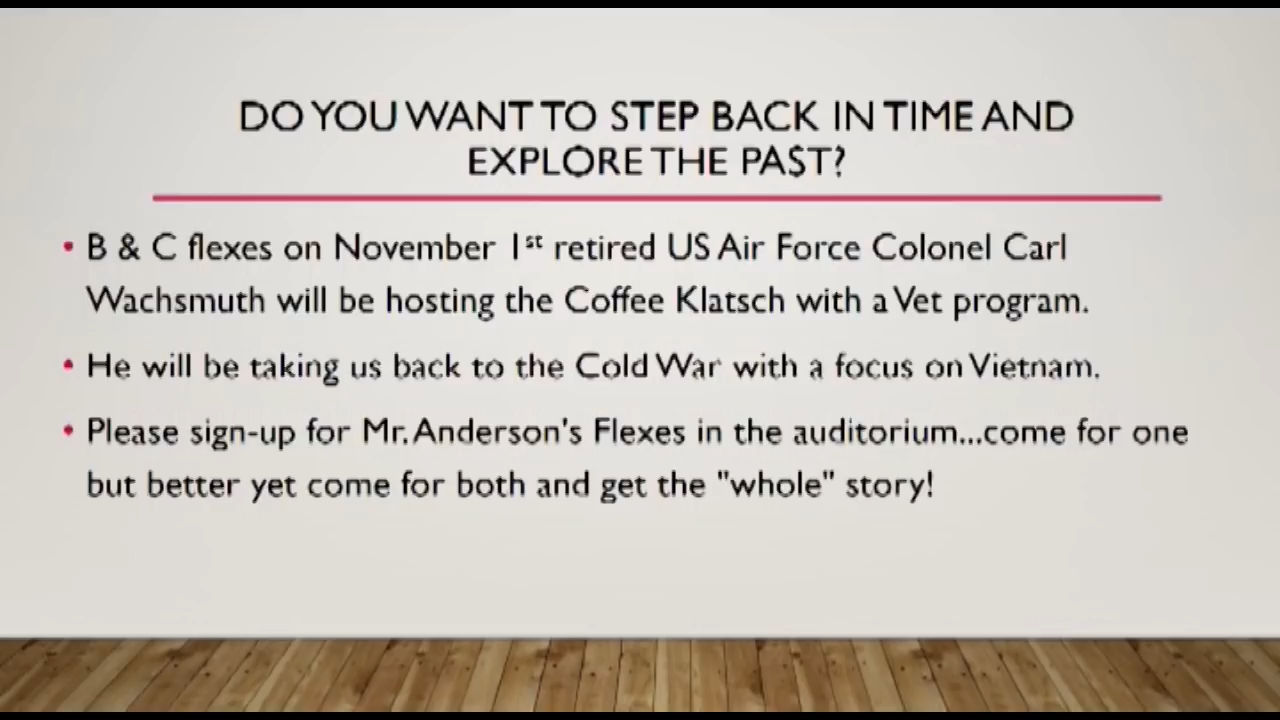 DO YOU WANT TO STEP BACK IN TIME AND
EXPLORE THE PAST?
• B & C flexes on November 1st retired US Air Force Colonel Carl
Wachsmuth will be hosting the Coffee Klatsch with a Vet program.
• He will be taking us back to the Cold War with a focus on Vietnam.
• Please sign-up for Mr. Anderson's Flexes in the auditorium...come for one
but better yet come for both and get the "whole" story!